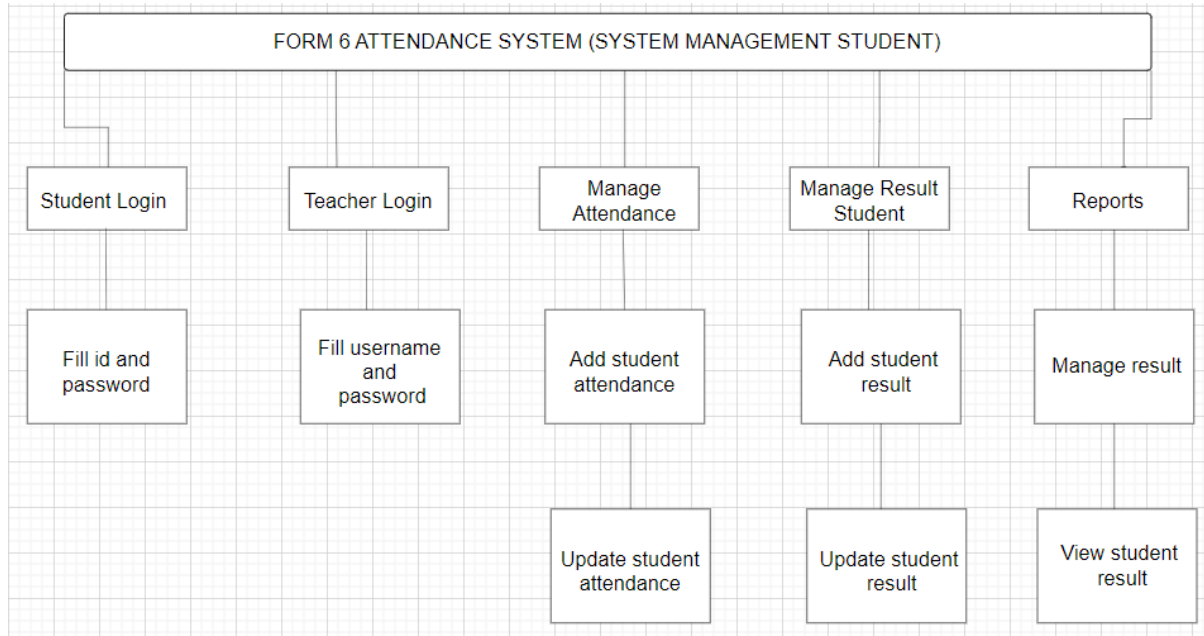 FORM 6 ATTENDANCE SYSTEM (SYSTEM MANAGEMENT STUDENT)
Student Login
Teacher Login
Manage
Attendance
Manage Result
Student
Reports
Fill id and
password
Fill username
and
password
Add student
attendance
Add student
result
Manage result
Update student
attendance
Update student
result
View student
result